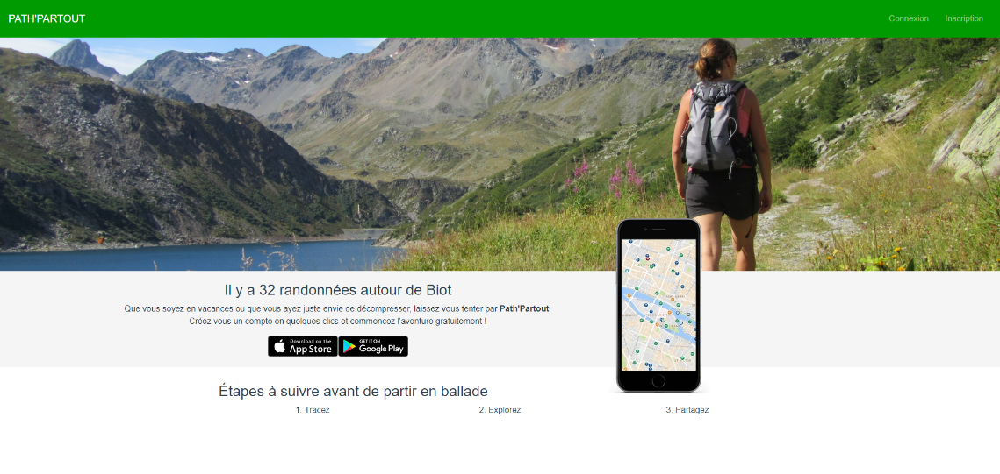 PATH'PARTOUT
Connexion Inscription
Il y a 32 randonnées autour de Biot
Que vous soyez en vacances ou que vous ayez juste envie de décompresser, laissez vous tenter par Path'Partout.
Créez vous un compte en quelques clics et commencez l'aventure gratuitement !
Download on the
App Store
GET IT ON
Google Play
Étapes à suivre avant de partir en ballade
1. Tracez 2. Explorez 3. Partagez